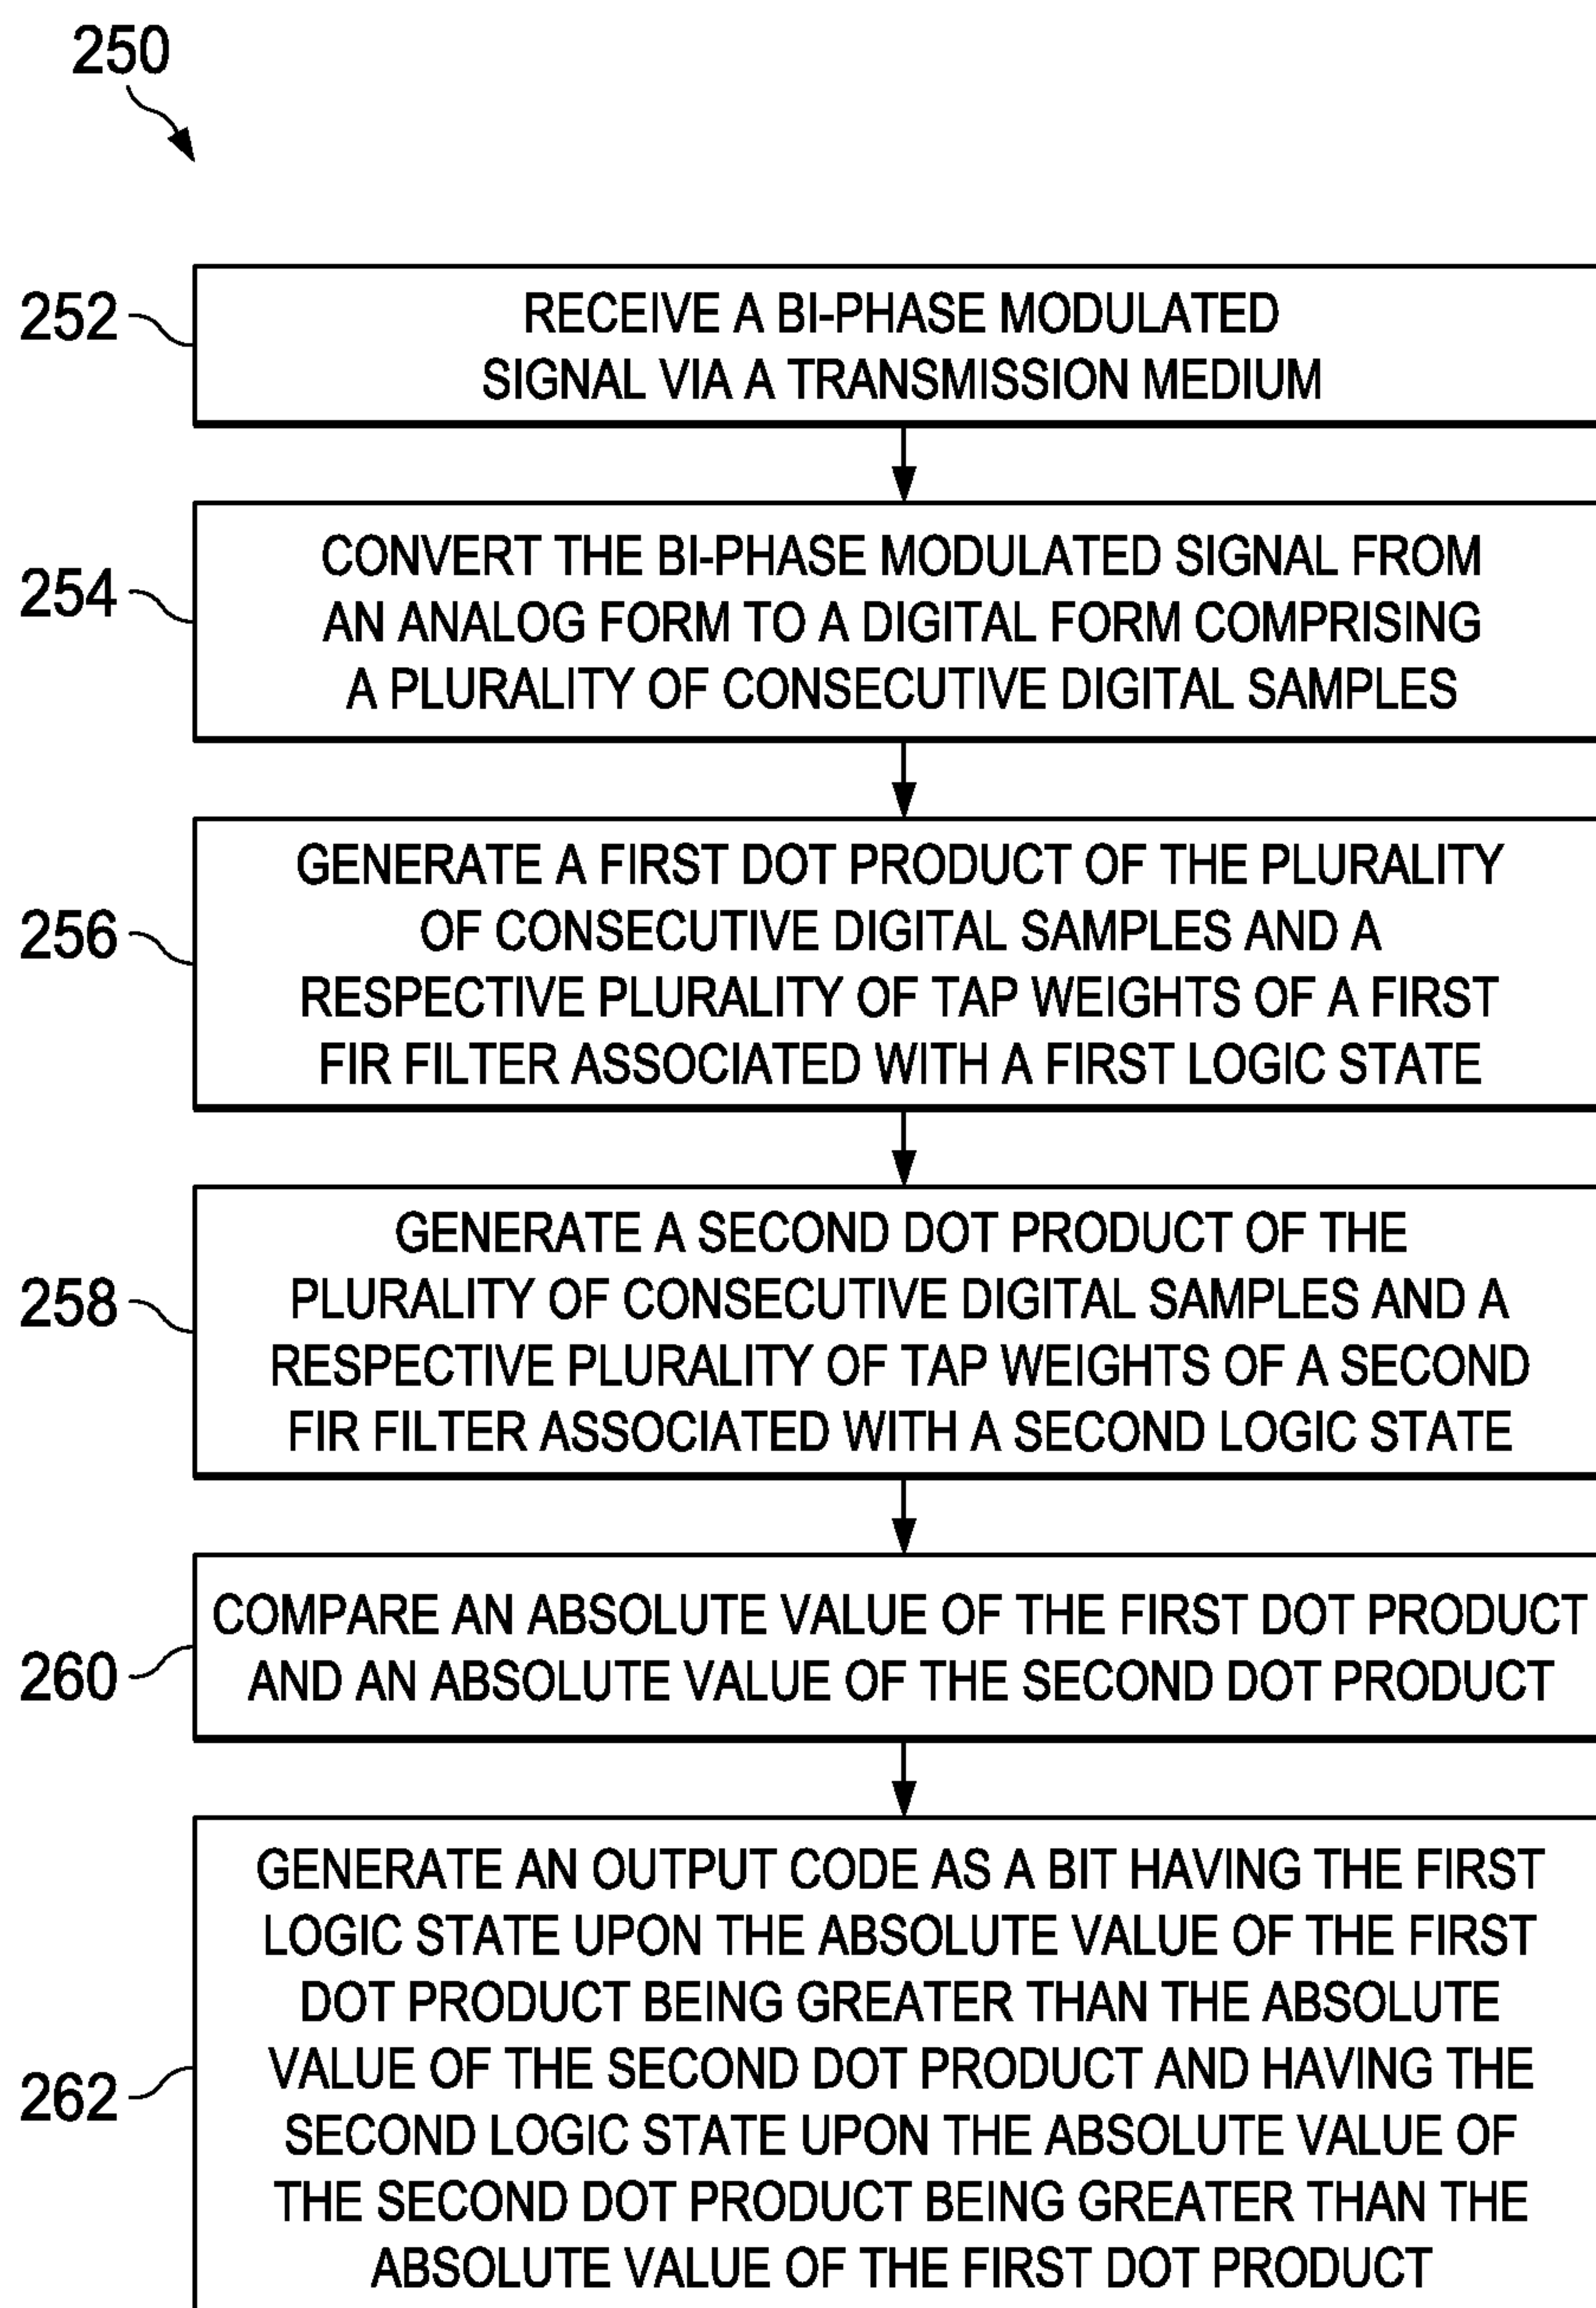 250
252
RECEIVE A BI-PHASE MODULATED
SIGNAL VIA A TRANSMISSION MEDIUM
254
CONVERT THE BI-PHASE MODULATED SIGNAL FROM
AN ANALOG FORM TO A DIGITAL FORM COMPRISING
A PLURALITY OF CONSECUTIVE DIGITAL SAMPLES
256
GENERATE A FIRST DOT PRODUCT OF THE PLURALITY
OF CONSECUTIVE DIGITAL SAMPLES AND A
RESPECTIVE PLURALITY OF TAP WEIGHTS OF A FIRST
FIR FILTER ASSOCIATED WITH A FIRST LOGIC STATE
258
GENERATE A SECOND DOT PRODUCT OF THE
PLURALITY OF CONSECUTIVE DIGITAL SAMPLES AND A
RESPECTIVE PLURALITY OF TAP WEIGHTS OF A SECOND
FIR FILTER ASSOCIATED WITH A SECOND LOGIC STATE
260
COMPARE AN ABSOLUTE VALUE OF THE FIRST DOT PRODUCT
AND AN ABSOLUTE VALUE OF THE SECOND DOT PRODUCT
262
GENERATE AN OUTPUT CODE AS A BIT HAVING THE FIRST
LOGIC STATE UPON THE ABSOLUTE VALUE OF THE FIRST
DOT PRODUCT BEING GREATER THAN THE ABSOLUTE
VALUE OF THE SECOND DOT PRODUCT AND HAVING THE
SECOND LOGIC STATE UPON THE ABSOLUTE VALUE OF
THE SECOND DOT PRODUCT BEING GREATER THAN THE
ABSOLUTE VALUE OF THE FIRST DOT PRODUCT